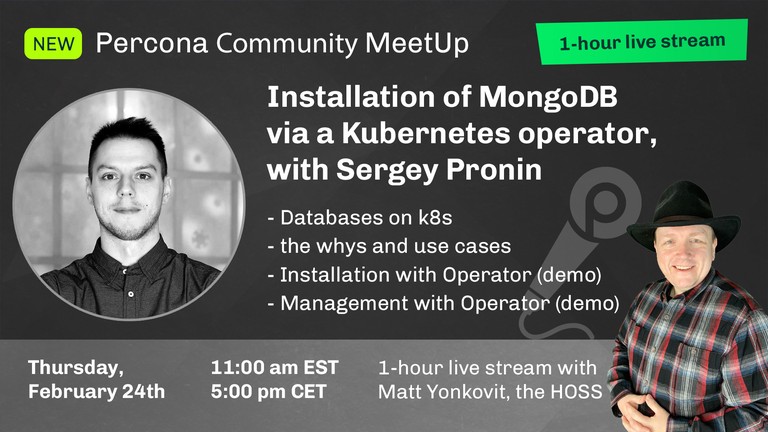 NEW Percona Community MeetUp
1-hour live stream
Installation of MongoDB
via a Kubernetes operator,
with Sergey Pronin
- Databases on k8s
- the whys and use cases
- Installation with Operator (demo)
- Management with Operator (demo)
Thursday,
February 24th
11:00 am EST
5:00 pm CET
1-hour live stream with
Matt Yonkovit, the HOSS